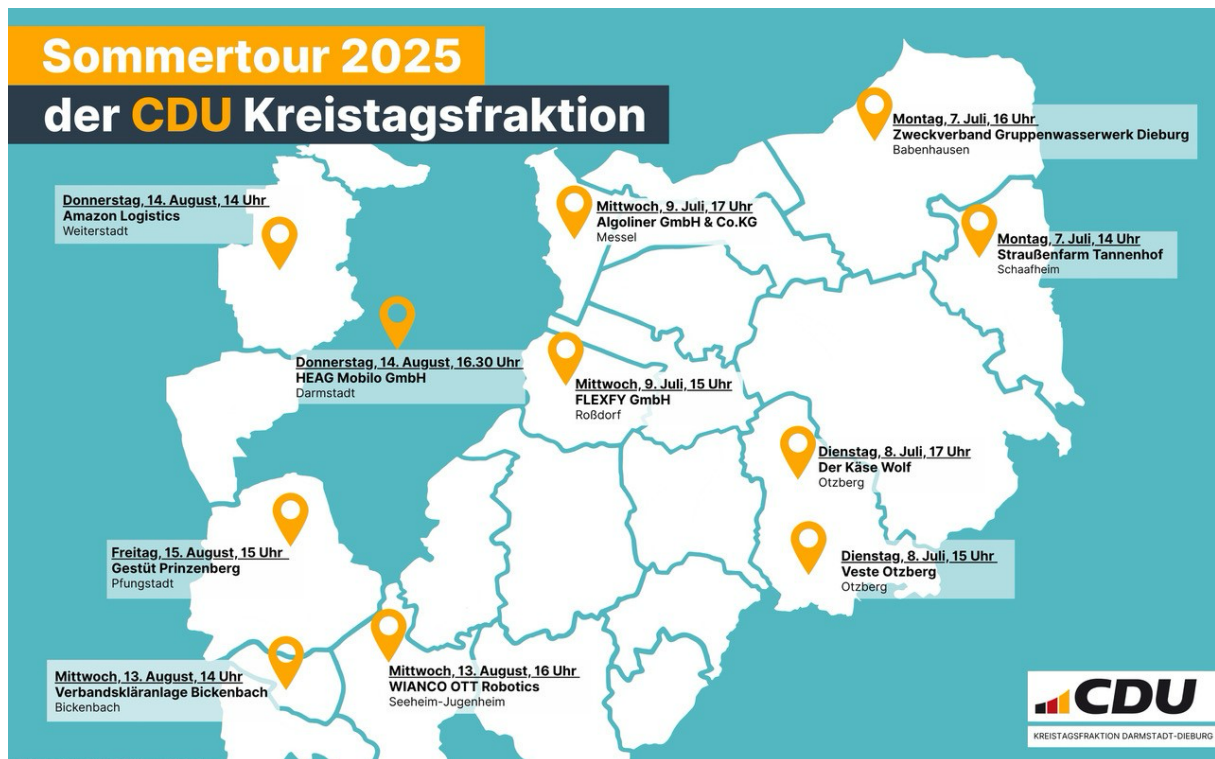 Sommertour 2025
der CDU Kreistagsfraktion
Montag, 7. Juli, 16 Uhr
Zweckverband Gruppenwasserwerk Dieburg
Babenhausen
Donnerstag, 14. August, 14 Uhr
Amazon Logistics
Weiterstadt
Mittwoch, 9. Juli, 17 Uhr
Algoliner GmbH & Co.KG
Messel
Montag, 7. Juli, 14 Uhr
Straußenfarm Tannenhof
Schaafheim
Donnerstag, 14. August, 16.30 Uhr
HEAG Mobilo GmbH
Darmstadt
Mittwoch, 9. Juli, 15 Uhr
FLEXFY GmbH
Roßdorf
Dienstag, 8. Juli, 17 Uhr
Der Käse Wolf
Otzberg
Freitag, 15. August, 15 Uhr
Gestüt Prinzenberg
Pfungstadt
Dienstag, 8. Juli, 15 Uhr
Veste Otzberg
Otzberg
Mittwoch, 13. August, 14 Uhr
Verbandskläranlage Bickenbach
Bickenbach
Mittwoch, 13. August, 16 Uhr
WIANCO OTT Robotics
Seeheim-Jugenheim
CDU
KREISTAGSFRAKTION DARMSTADT-DIEBURG